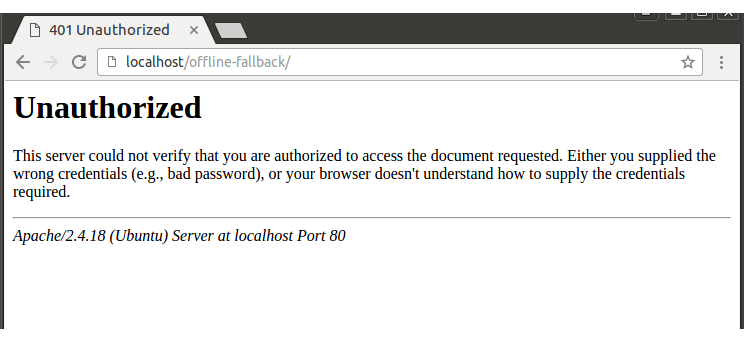 401 Unauthorized
localhost/offline-fallback/
Unauthorized
This server could not verify that you are authorized to access the document requested. Either you supplied the
wrong credentials (e.g., bad password), or your browser doesn't understand how to supply the credentials
required.
Apache/2.4.18 (Ubuntu) Server at localhost Port 80